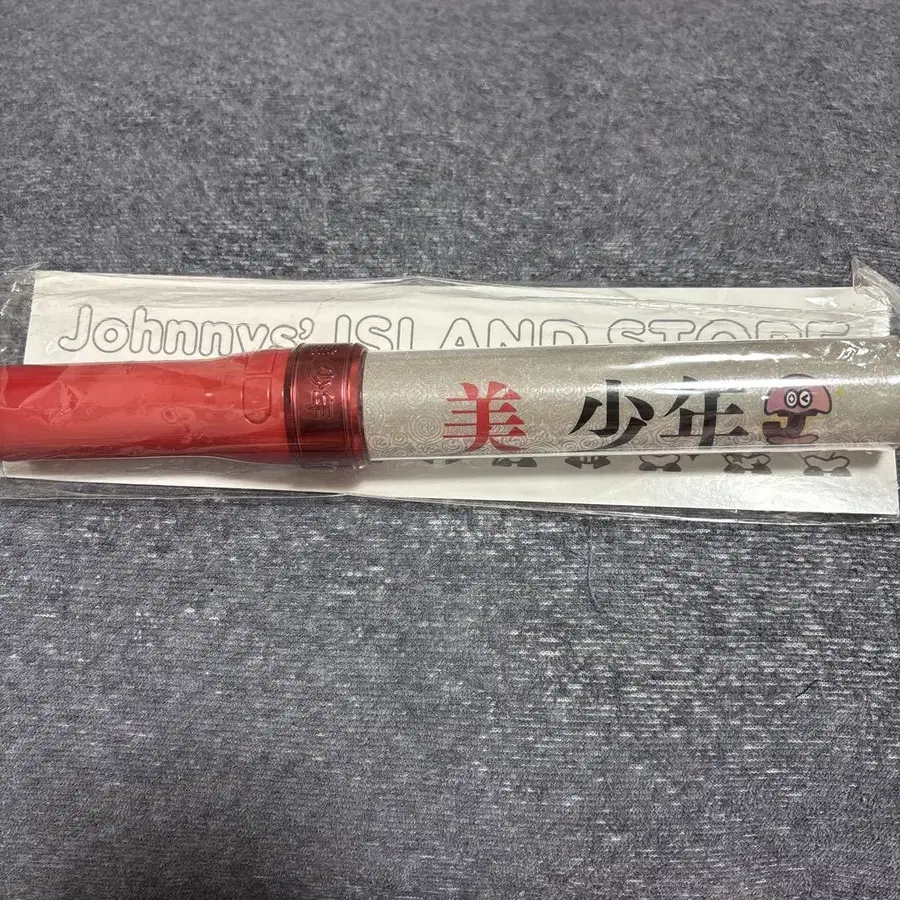 Johnnys' ISLAND STORE
美 少年